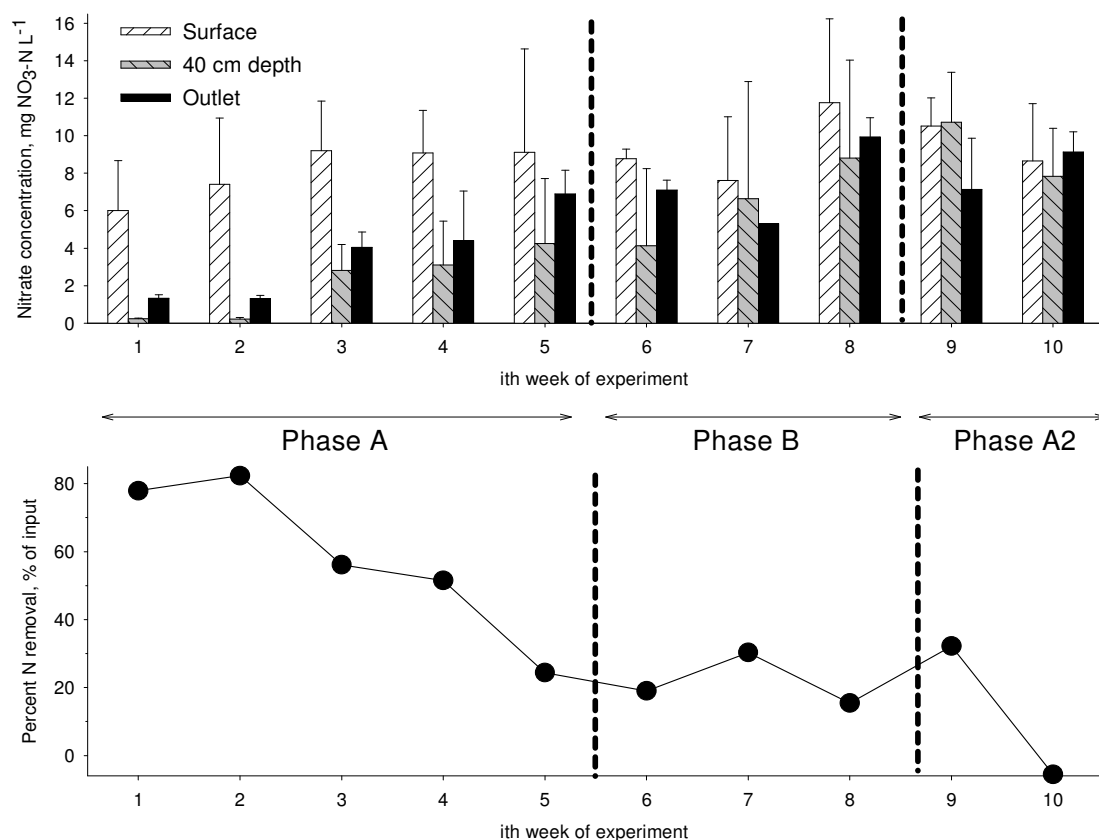 Nitrate concentration, mg NO3-N L-1
16
14
12
10
8
6
4
2
0
Surface
40 cm depth
Outlet
1 2 3 4 5 6 7 8 9 10
ith week of experiment
Phase A Phase B Phase A2
Percent N removal, % of input
80
60
40
20
0
1 2 3 4 5 6 7 8 9 10
ith week of experiment